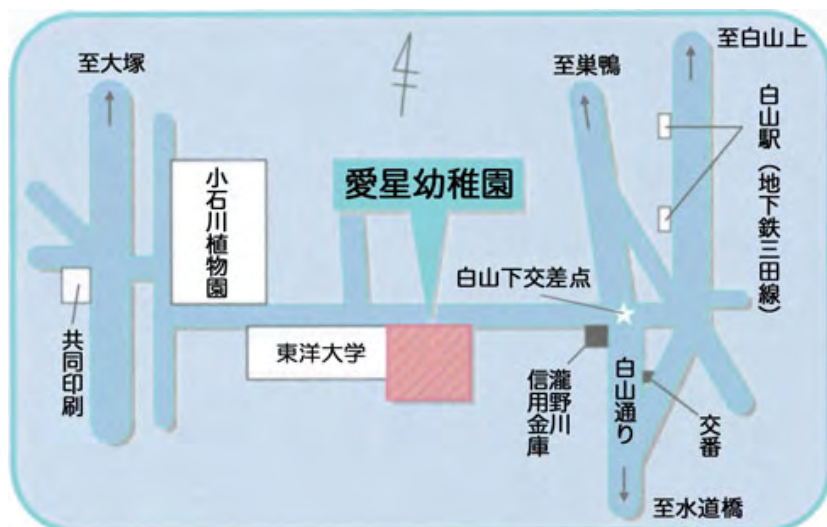 至大塚
至巣鴨
至白山上
白山駅（地下鉄三田線）
愛星幼稚園
小石川植物園
白山下交差点
共同印刷
東洋大学
瀧野川
信用金庫
白山通り
交番
至水道橋